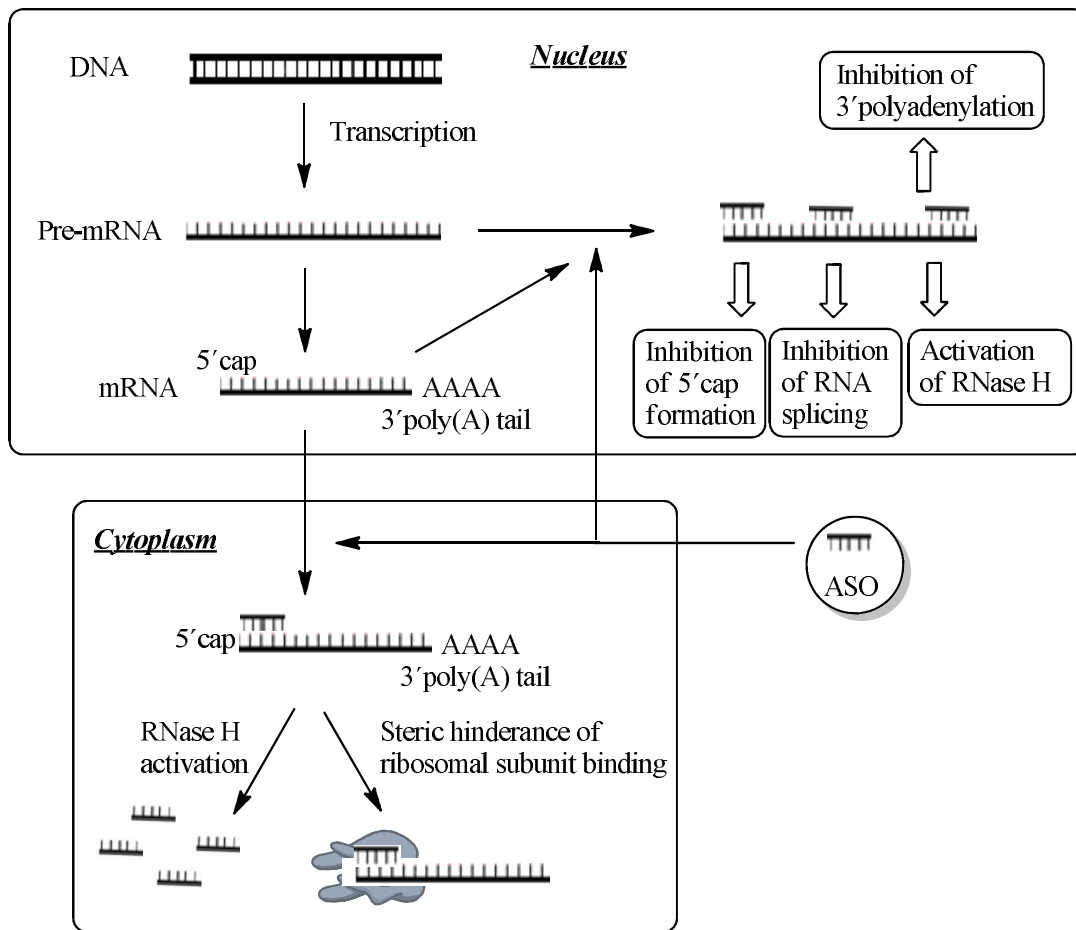 DNA
Nucleus
Inhibition of
3´polyadenylation
Transcription
Pre-mRNA
5´cap
mRNA
AAAA
3´poly(A) tail
Inhibition
of 5´cap
formation
Inhibition
of RNA
splicing
Activation
of RNase H
Cytoplasm
ASO
5´cap
AAAA
3´poly(A) tail
RNase H
activation
Steric hinderance of
ribosomal subunit binding